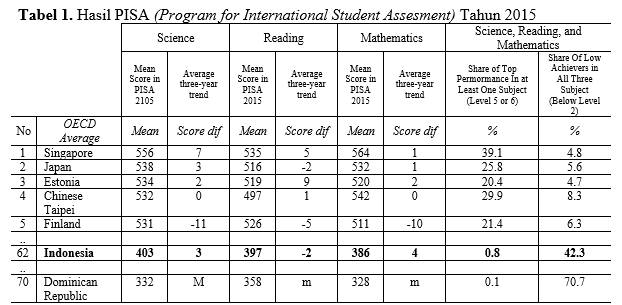 Tabel 1. Hasil PISA (Program for International Student Assesment) Tahun 2015
Science Reading Mathematics Science, Reading, and Mathematics
Mean Score in PISA 2105 Average three-year trend Mean Score in PISA 2015 Average three-year trend Mean Score in PISA 2015 Average three-year trend Share of Top Permormance In at Least One Subject (Level 5 or 6) Share Of Low Achievers in All Three Subject (Below Level 2)
No OECD Average Mean Score dif Mean Score dif Mean Score dif % %
1 Singapore 556 7 535 5 564 1 39.1 4.8
2 Japan 538 3 516 -2 532 1 25.8 5.6
3 Estonia 534 2 519 9 520 2 20.4 4.7
4 Chinese Taipei 532 0 497 1 542 0 29.9 8.3
5 Finland 531 -11 526 -5 511 -10 21.4 6.3
..
62 Indonesia 403 3 397 -2 386 4 0.8 42.3
..
70 Dominican Republic 332 M 358 m 328 m 0.1 70.7